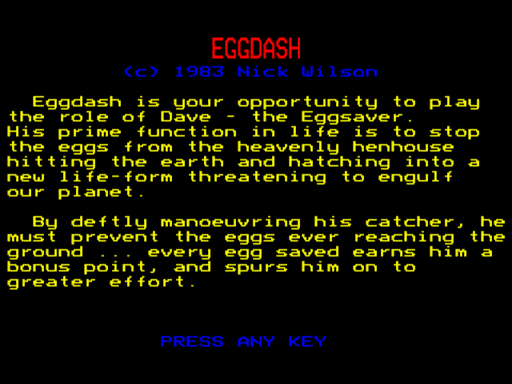 EGGDASH
(c) 1983 Nick Wilson
Eggdash is your opportunity to play
the role of Dave - the Eggsaver.
His prime function in life is to stop
the eggs from the heavenly henhouse
hitting the earth and hatching into a
new life-form threatening to engulf
our planet.
By deftly manoeuvring his catcher, he
must prevent the eggs ever reaching the
ground ... every egg saved earns him a
bonus point, and spurs him on to
greater effort.
PRESS ANY KEY